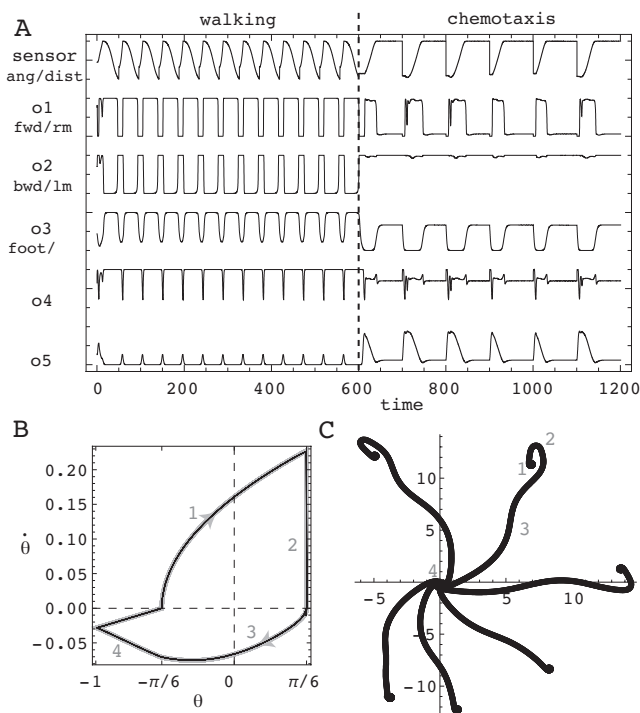 walking chemotaxis
A
sensor
ang/dist
o1
fwd/rm
o2
bwd/lm
o3
foot/
o4
o5
0 200 400 600 800 1000 1200
time
B
0.20
0.15
0.10
0.05
0.00
-0.05
θ̇
1
2
3
4
-1 -π/6 0 π/6
θ
C
10
5
-5
-10
-5 5 10
1
2
3
4